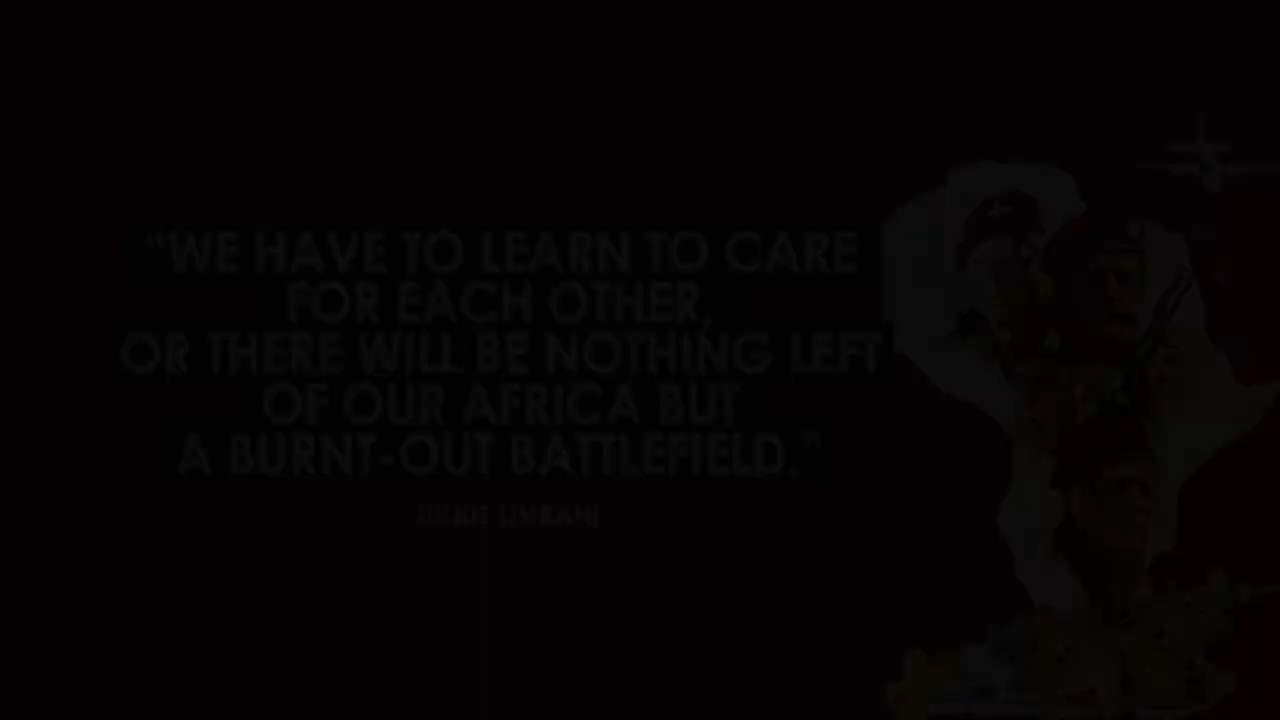 "WE HAVE TO LEARN TO CARE
FOR EACH OTHER,
OR THERE WILL BE NOTHING LEFT
OF OUR AFRICA BUT
A BURNT-OUT BATTLEFIELD."
LIMBANI